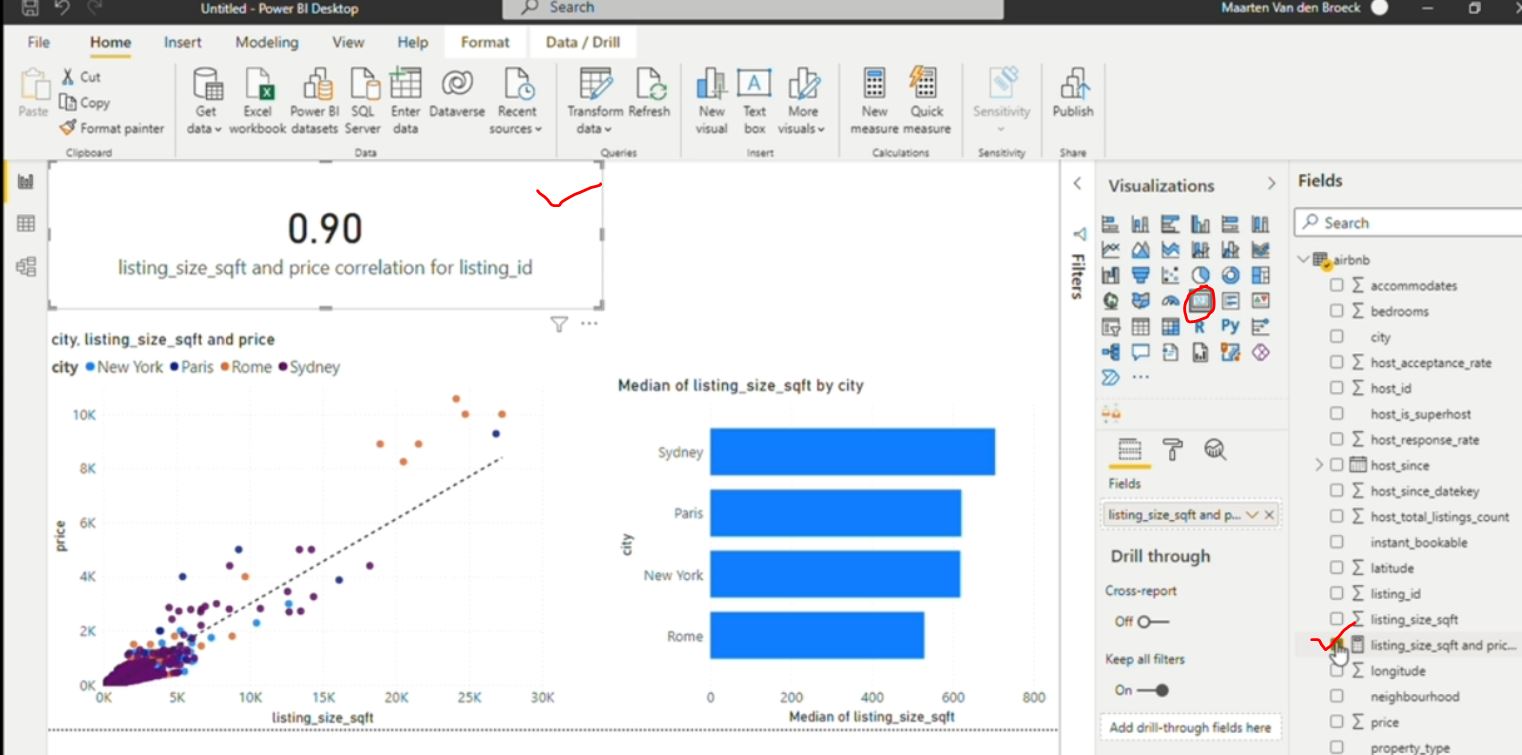 Untitled - Power BI Desktop
Search
Maarten Van den Broeck
File Home Insert Modeling View Help Format Data / Drill
Paste
Cut
Copy
Format painter
Clipboard
Get data
Excel workbook
Power BI datasets
SQL Server
Enter data
Dataverse
Recent sources
Data
Transform data
Refresh
Queries
New visual
Text box
More visuals
Insert
New measure
Quick measure
Calculations
Sensitivity
Sensitivity
Publish
Share
0.90
listing_size_sqft and price correlation for listing_id
city, listing_size_sqft and price
city New York Paris Rome Sydney
10K
8K
6K
4K
2K
0K
price
0K 5K 10K 15K 20K 25K 30K
listing_size_sqft
Median of listing_size_sqft by city
Sydney
Paris
New York
Rome
city
0 200 400 600 800
Median of listing_size_sqft
Filters
Visualizations
123
R
Py
...
Fields
listing_size_sqft and p...
Drill through
Cross-report
Off
Keep all filters
On
Add drill-through fields here
Fields
Search
airbnb
accommodates
bedrooms
city
host_acceptance_rate
host_id
host_is_superhost
host_response_rate
host_since
host_since_datekey
host_total_listings_count
instant_bookable
latitude
listing_id
listing_size_sqft
listing_size_sqft and pric...
longitude
neighbourhood
price
property_type